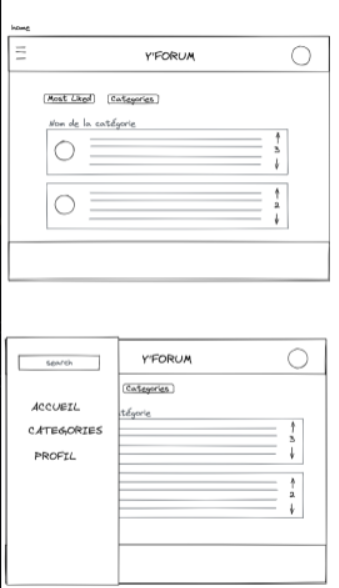 home
Y'FORUM
Most Liked Categories
Nom de la catégorie
3
2
search
Y'FORUM
Categories
ACCUEIL
tégorie
CATEGORIES
3
PROFIL
2